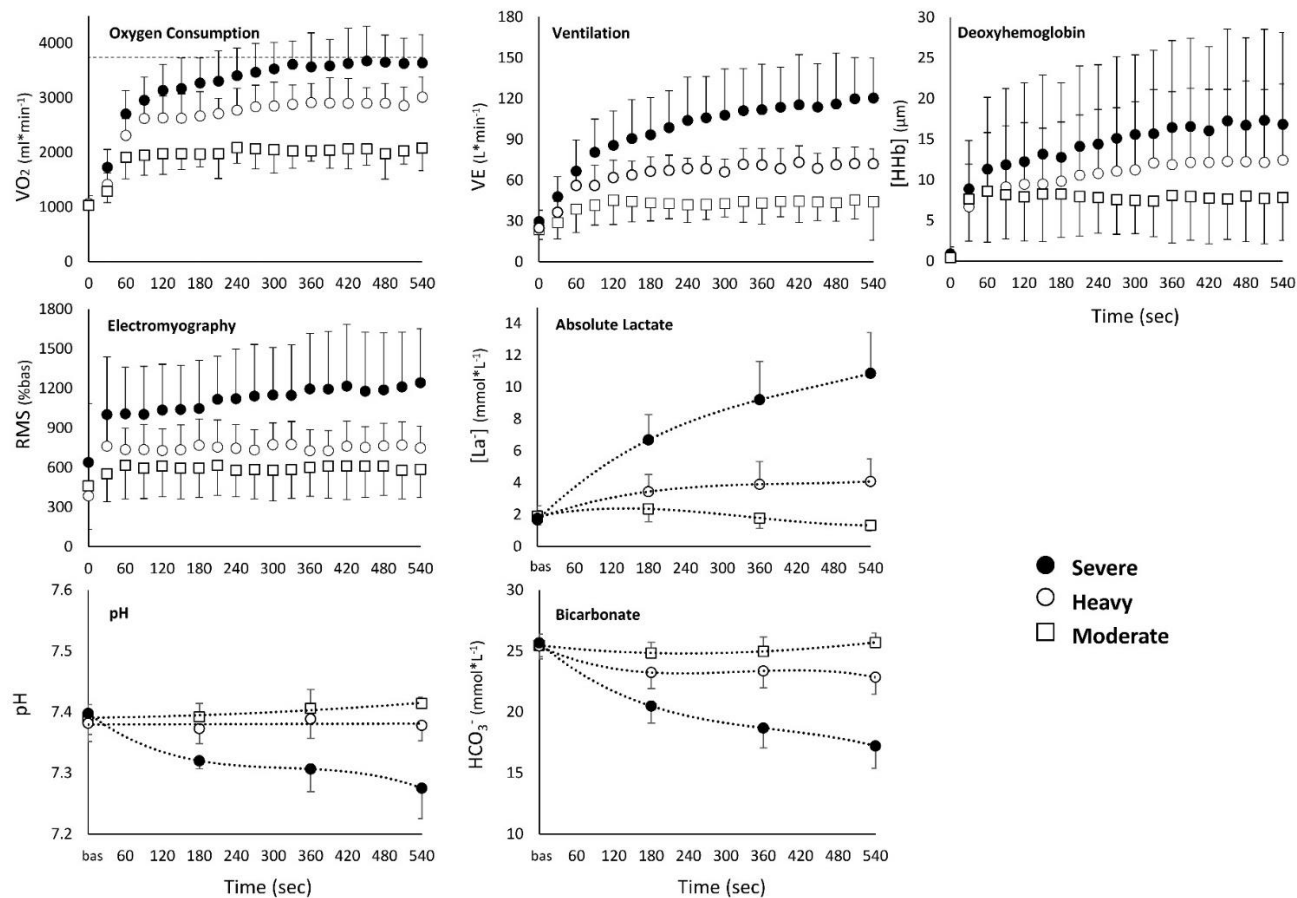 Oxygen Consumption
VO₂ (ml*min⁻¹)
4000
3000
2000
1000
0
0 60 120 180 240 300 360 420 480 540
Ventilation
VE (L*min⁻¹)
180
150
120
90
60
30
0
0 60 120 180 240 300 360 420 480 540
Deoxyhemoglobin
[HHb] (μm)
30
25
20
15
10
5
0
0 60 120 180 240 300 360 420 480 540
Time (sec)
Electromyography
RMS (%bas)
1800
1500
1200
900
600
300
0
0 60 120 180 240 300 360 420 480 540
Absolute Lactate
[La⁻] (mmol*L⁻¹)
14
12
10
8
6
4
2
0
bas 60 120 180 240 300 360 420 480 540
pH
pH
7.6
7.5
7.4
7.3
7.2
bas 60 120 180 240 300 360 420 480 540
Time (sec)
Bicarbonate
HCO₃⁻ (mmol*L⁻¹)
30
25
20
15
10
bas 60 120 180 240 300 360 420 480 540
Time (sec)
Severe
Heavy
Moderate